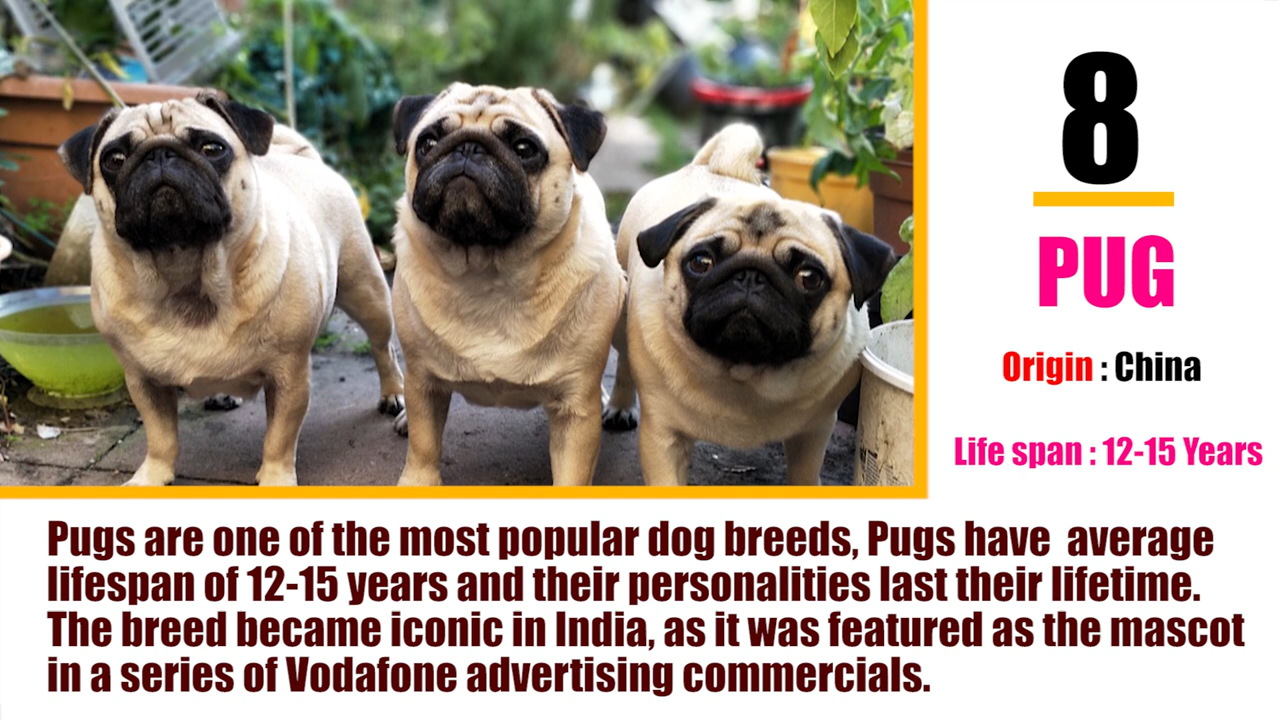 8
PUG
Origin : China
Life span : 12-15 Years
Pugs are one of the most popular dog breeds, Pugs have  average
lifespan of 12-15 years and their personalities last their lifetime.
The breed became iconic in India, as it was featured as the mascot
in a series of Vodafone advertising commercials.